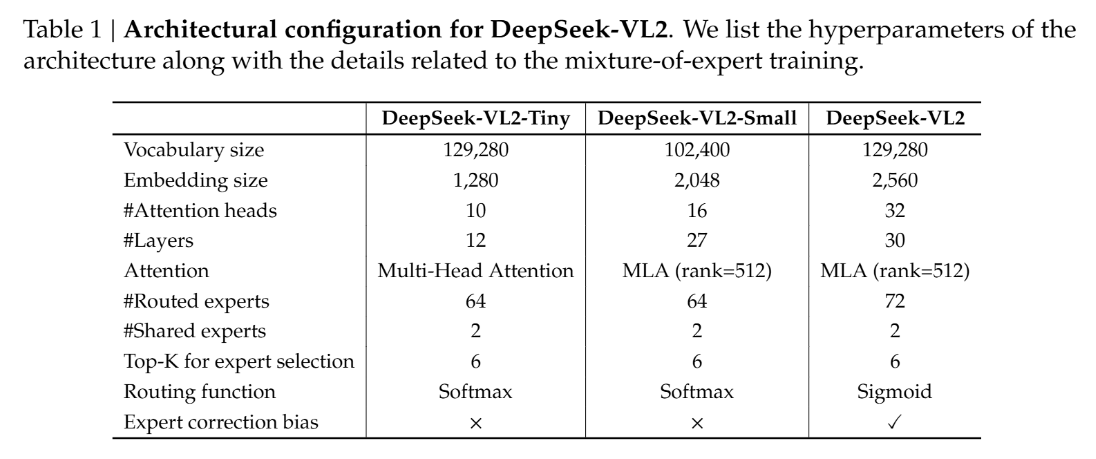 Table 1 | Architectural configuration for DeepSeek-VL2. We list the hyperparameters of the
architecture along with the details related to the mixture-of-expert training.
DeepSeek-VL2-Tiny DeepSeek-VL2-Small DeepSeek-VL2
Vocabulary size 129,280 102,400 129,280
Embedding size 1,280 2,048 2,560
#Attention heads 10 16 32
#Layers 12 27 30
Attention Multi-Head Attention MLA (rank=512) MLA (rank=512)
#Routed experts 64 64 72
#Shared experts 2 2 2
Top-K for expert selection 6 6 6
Routing function Softmax Softmax Sigmoid
Expert correction bias × × ✓